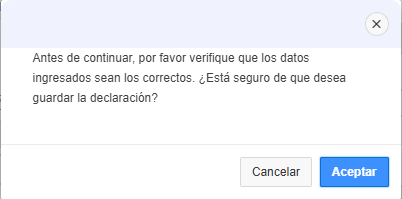 Antes de continuar, por favor verifique que los datos
ingresados sean los correctos. ¿Está seguro de que desea
guardar la declaración?
Cancelar
Aceptar